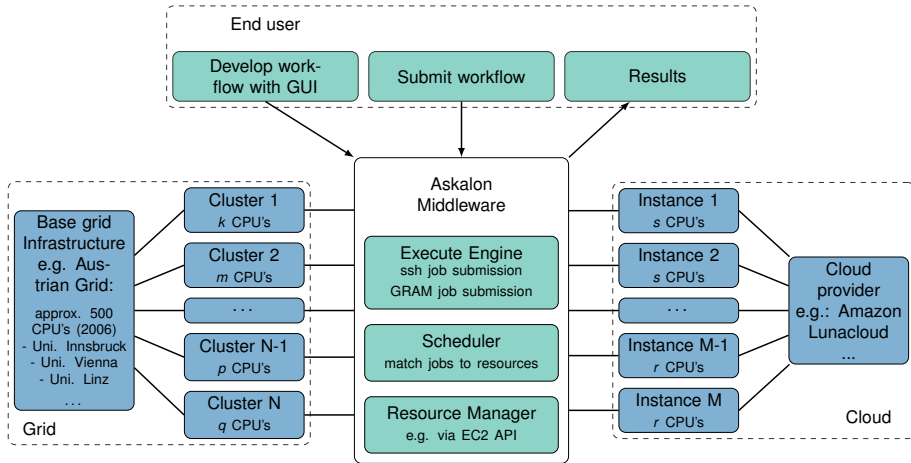 End user
Develop work-
flow with GUI
Submit workflow
Results
Askalon
Middleware
Execute Engine
ssh job submission
GRAM job submission
Scheduler
match jobs to resources
Resource Manager
e.g. via EC2 API
Base grid
Infrastructure
e.g. Aus-
trian Grid:
approx. 500
CPU's (2006)
- Uni. Innsbruck
- Uni. Vienna
- Uni. Linz
...
Cluster 1
k CPU's
Cluster 2
m CPU's
...
Cluster N-1
p CPU's
Cluster N
q CPU's
Grid
Instance 1
s CPU's
Instance 2
s CPU's
...
Instance M-1
r CPU's
Instance M
r CPU's
Cloud
provider
e.g.: Amazon
Lunacloud
...
Cloud